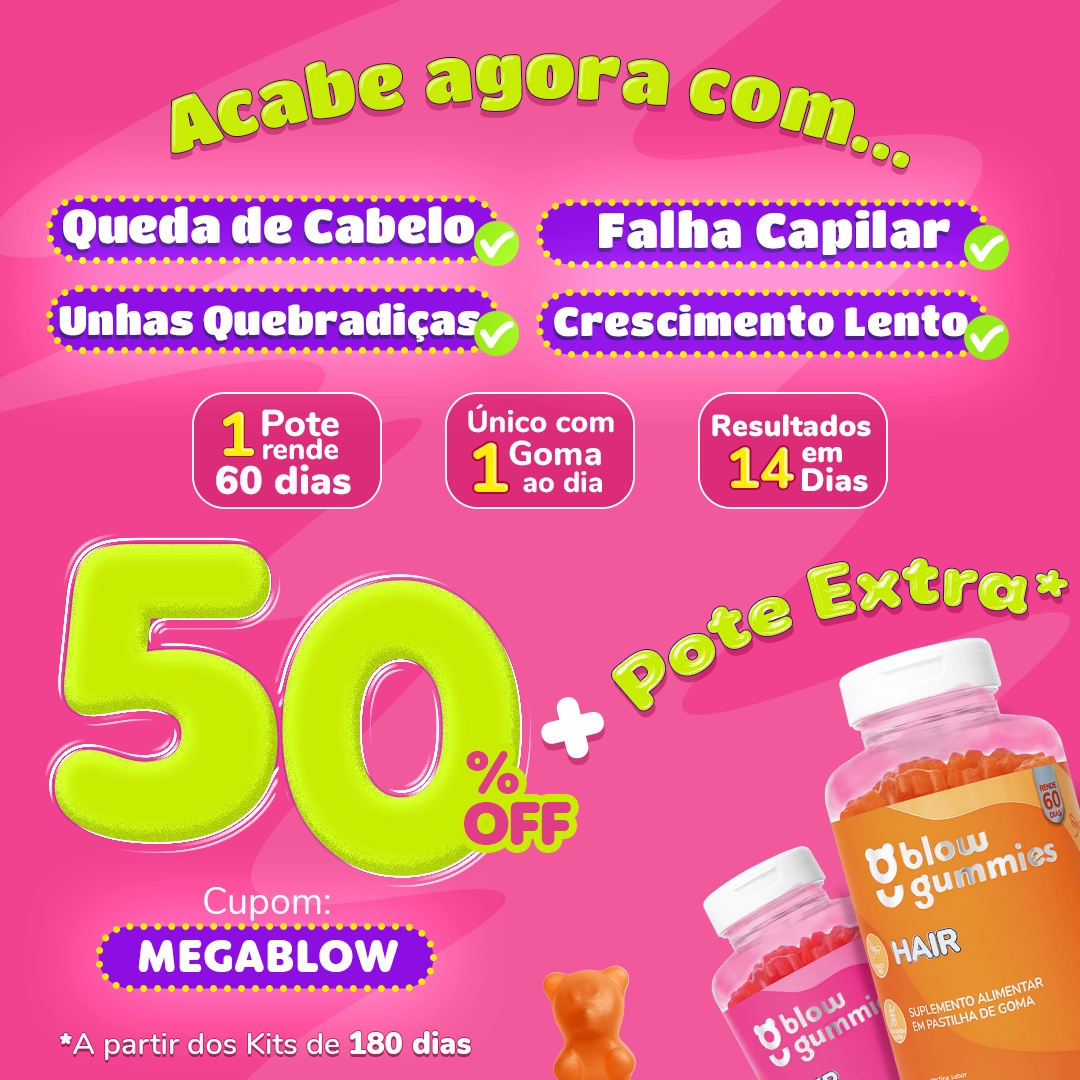 Acabe agora com...
Queda de Cabelo
Falha Capilar
Unhas Quebradiças
Crescimento Lento
1 Pote
rende
60 dias
Único com
1 Goma
ao dia
Resultados
14 em
Dias
50
%
OFF
+
Pote Extra*
Cupom:
MEGABLOW
*A partir dos Kits de 180 dias
RENDE
60
DIAS
blow
gummies
HAIR
SUPLEMENTO ALIMENTAR
EM PASTILHA DE GOMA
sabor
blow